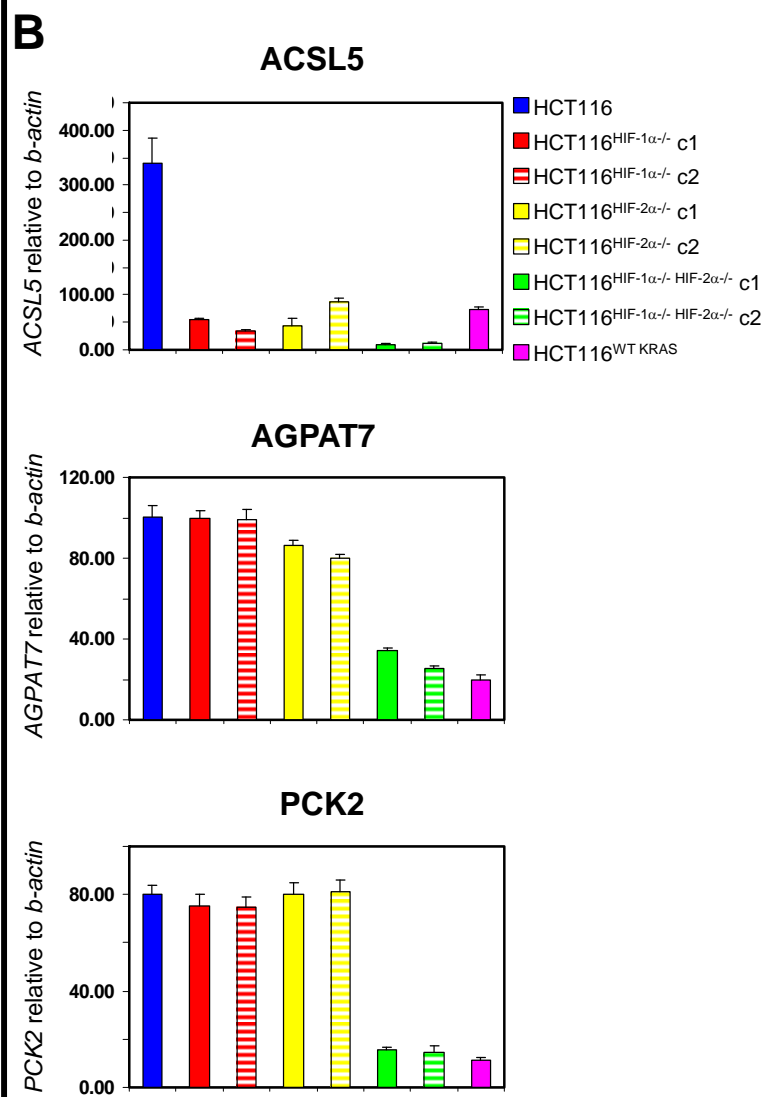 B
ACSL5
ACSL5 relative to b-actin
400.00
300.00
200.00
100.00
0.00
HCT116
HCT116HIF-1α-/- c1
HCT116HIF-1α-/- c2
HCT116HIF-2α-/- c1
HCT116HIF-2α-/- c2
HCT116HIF-1α-/- HIF-2α-/- c1
HCT116HIF-1α-/- HIF-2α-/- c2
HCT116WT KRAS
AGPAT7
AGPAT7 relative to b-actin
120.00
80.00
40.00
0.00
PCK2
PCK2 relative to b-actin
80.00
40.00
0.00